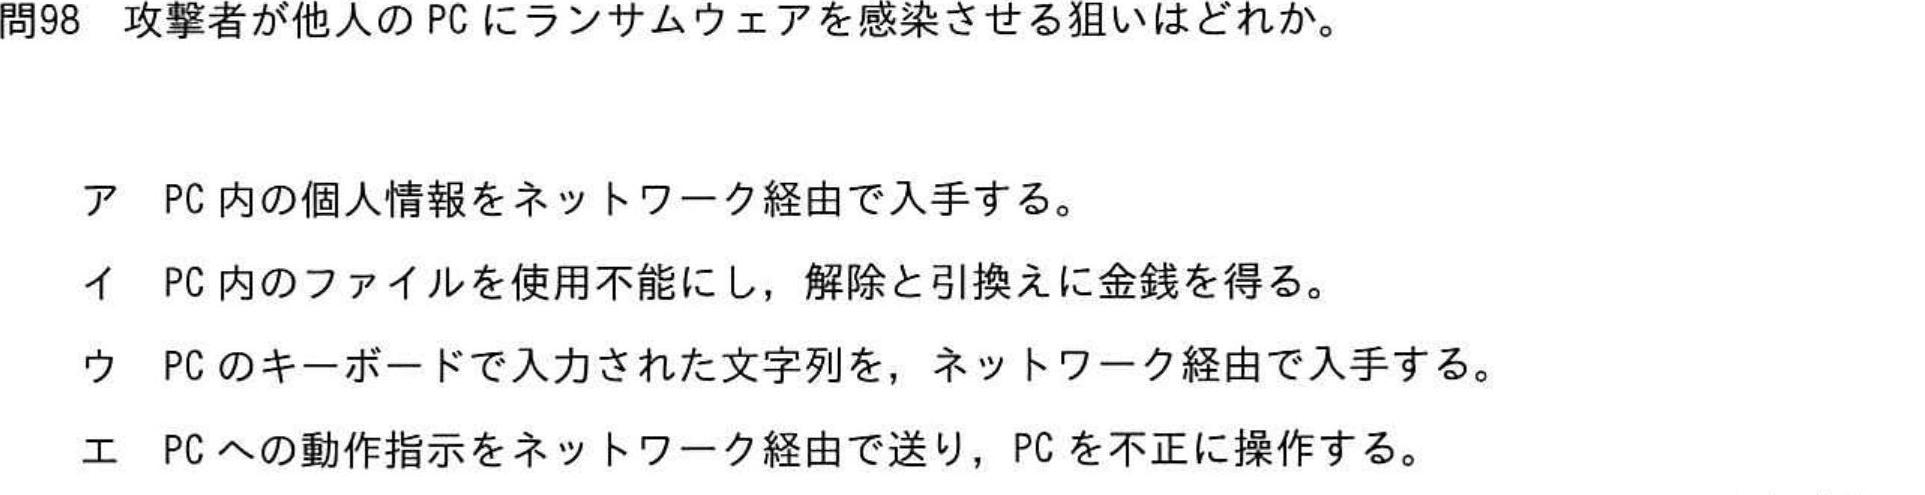 問98　攻撃者が他人の PC にランサムウェアを感染させる狙いはどれか。
ア　PC 内の個人情報をネットワーク経由で入手する。
イ　PC 内のファイルを使用不能にし，解除と引換えに金銭を得る。
ウ　PC のキーボードで入力された文字列を，ネットワーク経由で入手する。
エ　PC への動作指示をネットワーク経由で送り，PC を不正に操作する。